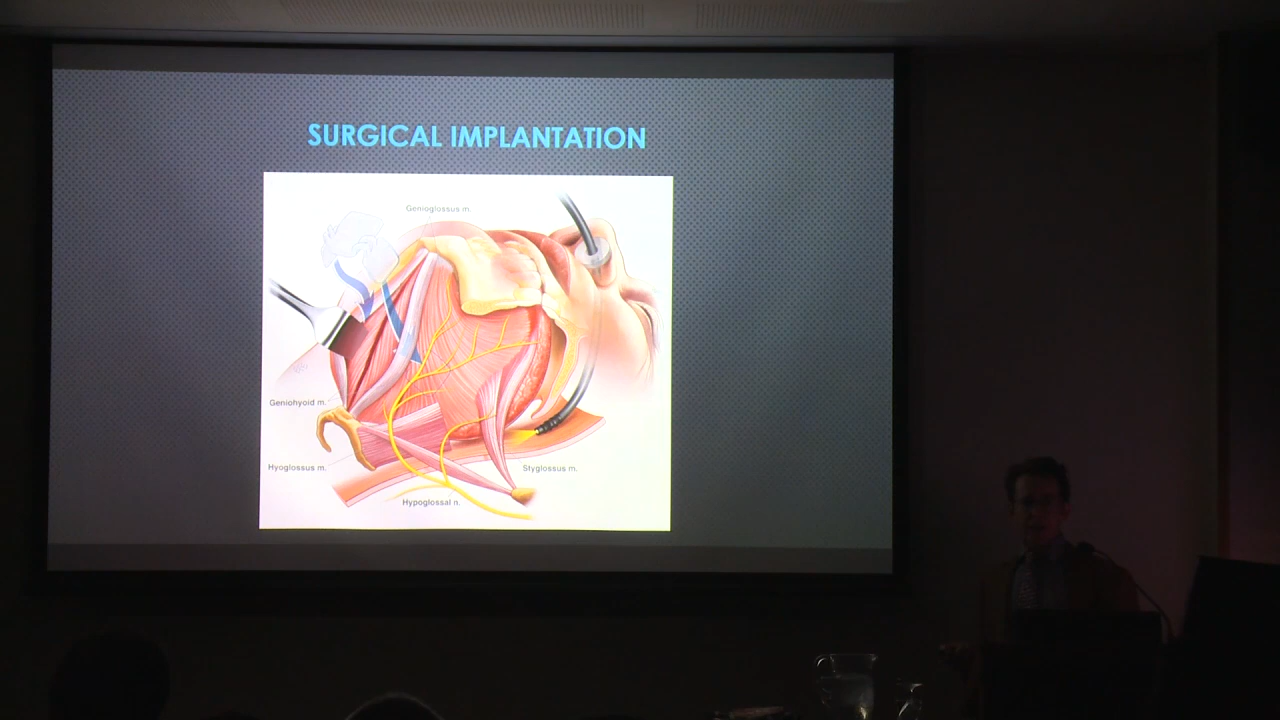 SURGICAL IMPLANTATION
Genioglossus m.
Geniohyoid m.
Hyoglossus m.
Styglossus m.
Hypoglossal n.